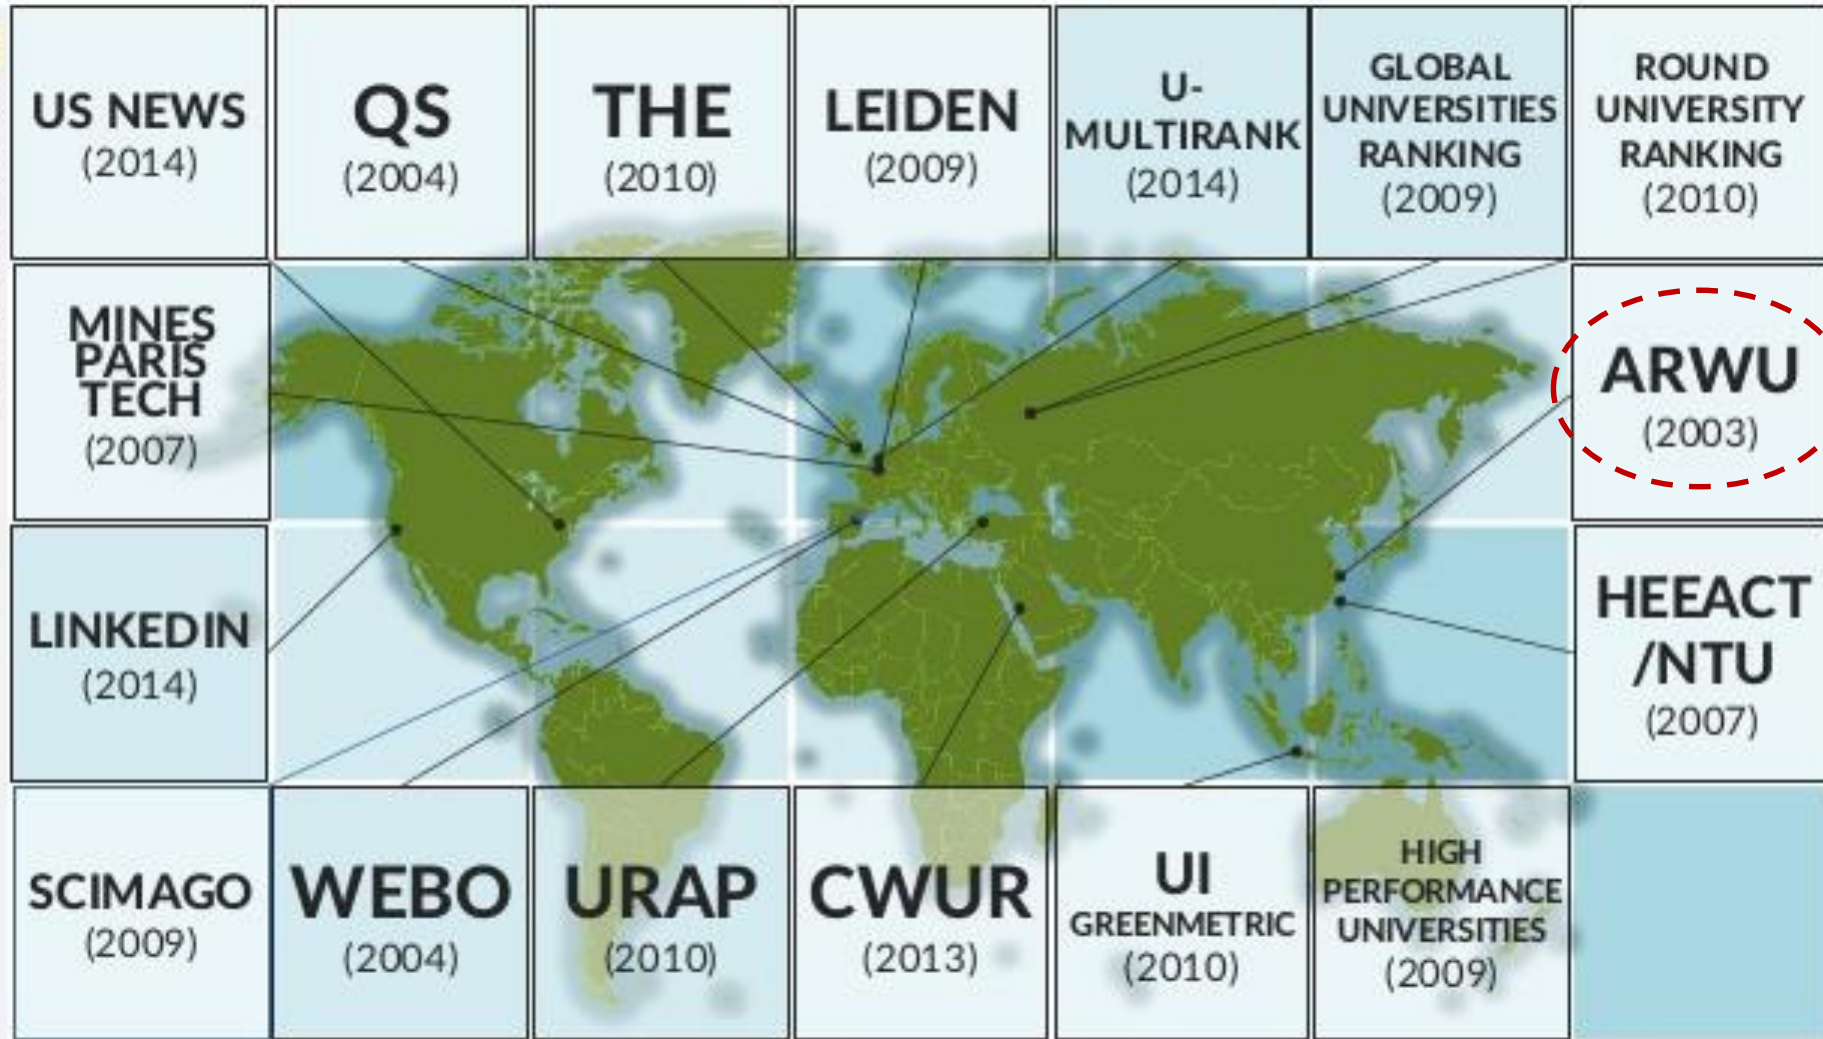 US NEWS
(2014)
QS
(2004)
THE
(2010)
LEIDEN
(2009)
U-
MULTIRANK
(2014)
GLOBAL
UNIVERSITIES
RANKING
(2009)
ROUND
UNIVERSITY
RANKING
(2010)
MINES
PARIS
TECH
(2007)
ARWU
(2003)
LINKEDIN
(2014)
HEEACT
/NTU
(2007)
SCIMAGO
(2009)
WEBO
(2004)
URAP
(2010)
CWUR
(2013)
UI
GREENMETRIC
(2010)
HIGH
PERFORMANCE
UNIVERSITIES
(2009)